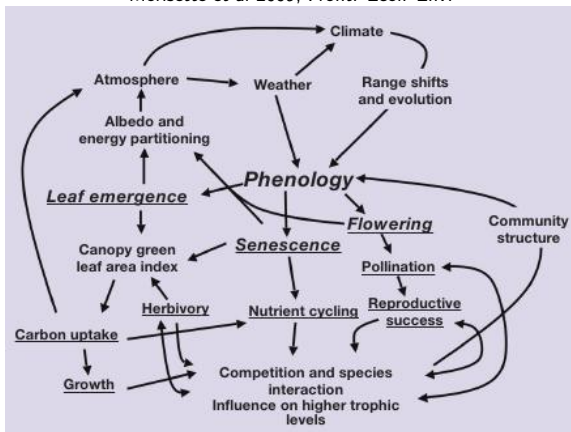 Climate
Atmosphere
Weather
Range shifts
and evolution
Albedo and
energy partitioning
Phenology
Leaf emergence
Flowering
Community
structure
Senescence
Canopy green
leaf area index
Pollination
Herbivory
Nutrient cycling
Reproductive
success
Carbon uptake
Growth
Competition and species
interaction
Influence on higher trophic
levels